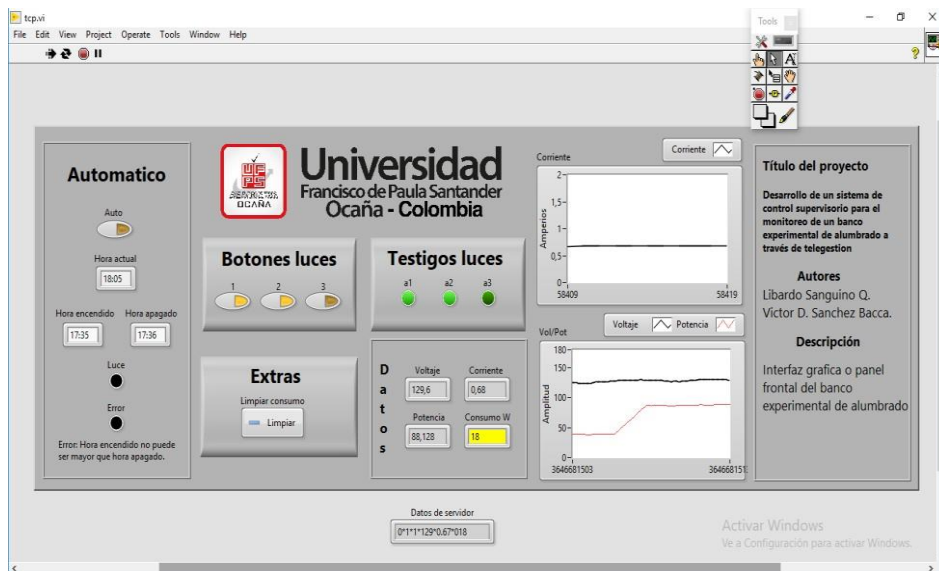 tcp.vi
File Edit View Project Operate Tools Window Help
Tools
Automatico
Auto
Hora actual
18:05
Hora encendido Hora apagado
17:35 17:36
Luce
Error
Error: Hora encendido no puede
ser mayor que hora apagado.
OCAÑA
Universidad
Francisco de Paula Santander
Ocaña - Colombia
Botones luces
1 2 3
Testigos luces
a1 a2 a3
Extras
Limpiar consumo
Limpiar
Datos
Voltaje Corriente
129,6 0,68
Potencia Consumo W
88,128 18
Corriente
Corriente
Amperios
2-
1,5-
1-
0,5-
0-
58409 58419
Vol/Pot
Voltaje Potencia
Amplitud
180-
150-
100-
50-
0-
3646681503 364668151
Título del proyecto
Desarrollo de un sistema de
control supervisorio para el
monitoreo de un banco
experimental de alumbrado a
través de telegestion
Autores
Libardo Sanguino Q.
Victor D. Sanchez Bacca.
Descripción
Interfaz grafica o panel
frontal del banco
experimental de alumbrado
Datos de servidor
0*1*1*129*0.67*018
Activar Windows
Ve a Configuración para activar Windows.